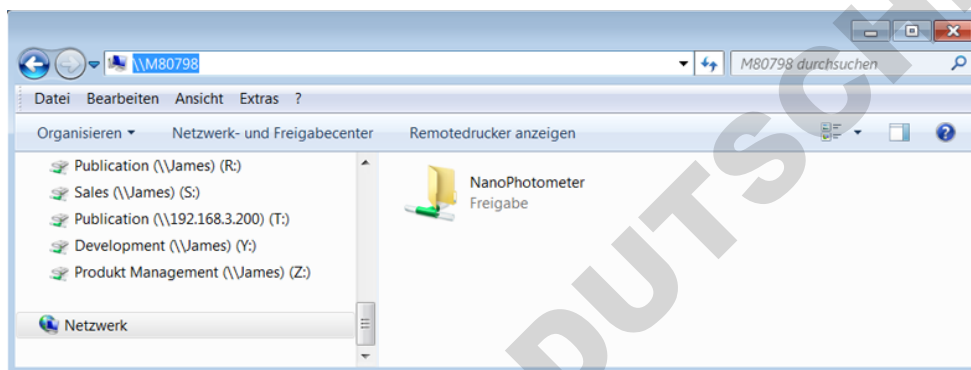 \\M80798
M80798 durchsuchen
Datei Bearbeiten Ansicht Extras ?
Organisieren Netzwerk- und Freigabecenter Remotedrucker anzeigen
Publication (\\James) (R:)
Sales (\\James) (S:)
Publication (\\192.168.3.200) (T:)
Development (\\James) (Y:)
Produkt Management (\\James) (Z:)
Netzwerk
NanoPhotometer
Freigabe
DUTSCH